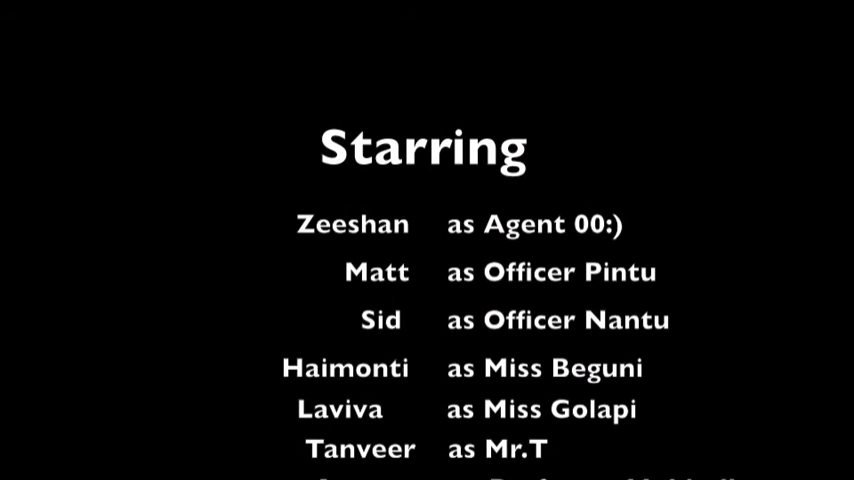 Starring
Zeeshan as Agent 00:)
Matt as Officer Pintu
Sid as Officer Nantu
Haimonti as Miss Beguni
Laviva as Miss Golapi
Tanveer as Mr.T